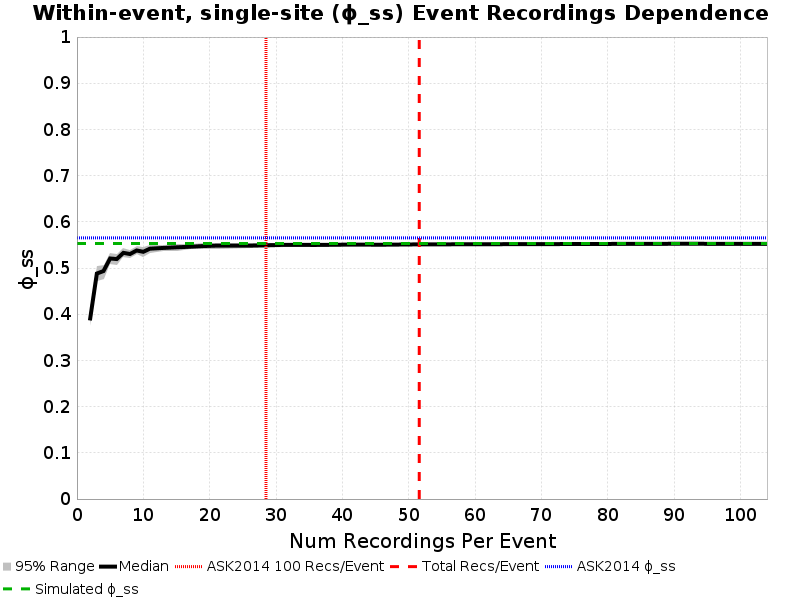 Within-event, single-site (ϕ_ss) Event Recordings Dependence
1
0.9
0.8
0.7
0.6
0.5
0.4
0.3
0.2
0.1
0
ϕ_ss
0 10 20 30 40 50 60 70 80 90 100
Num Recordings Per Event
95% Range Median ASK2014 100 Recs/Event Total Recs/Event ASK2014 ϕ_ss
Simulated ϕ_ss